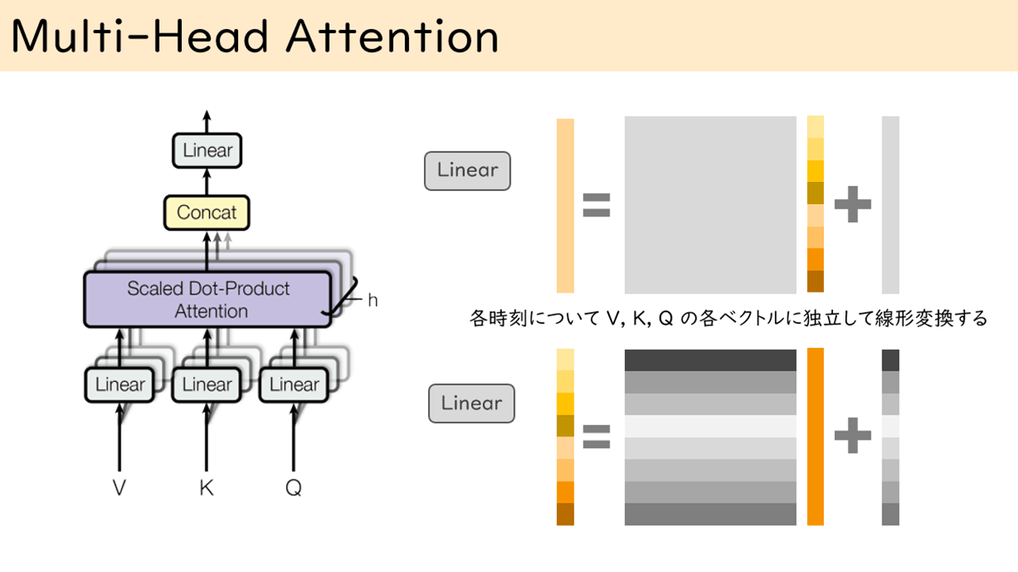 Multi-Head Attention
Linear
Concat
Scaled Dot-Product
Attention
h
Linear
Linear
Linear
V
K
Q
Linear
各時刻について V, K, Q の各ベクトルに独立して線形変換する
Linear